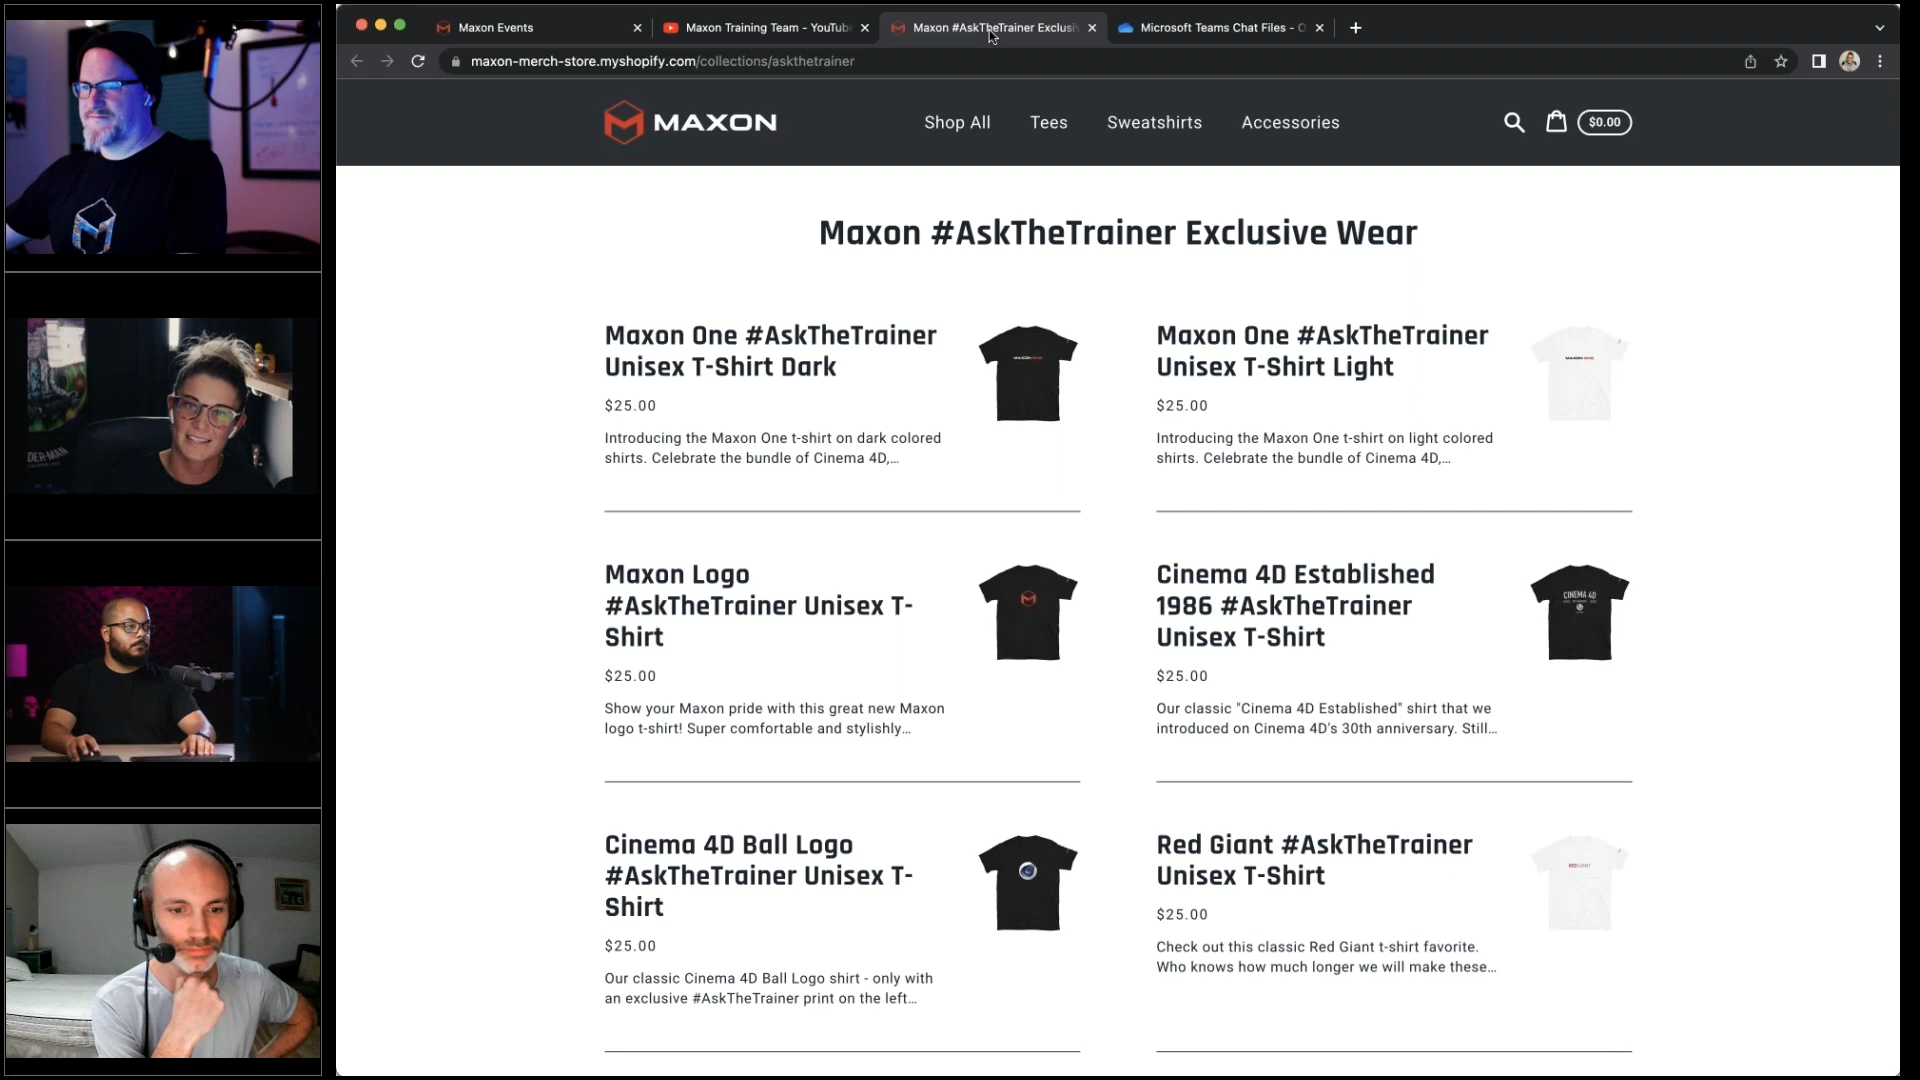 Maxon Events
Maxon Training Team - YouTub
Maxon #AskTheTrainer Exclusi
Microsoft Teams Chat Files - O
maxon-merch-store.myshopify.com/collections/askthetrainer
MAXON
Shop All
Tees
Sweatshirts
Accessories
$0.00
Maxon #AskTheTrainer Exclusive Wear
Maxon One #AskTheTrainer
Unisex T-Shirt Dark
$25.00
Introducing the Maxon One t-shirt on dark colored
shirts. Celebrate the bundle of Cinema 4D,...
MAXON ONE
Maxon One #AskTheTrainer
Unisex T-Shirt Light
$25.00
Introducing the Maxon One t-shirt on light colored
shirts. Celebrate the bundle of Cinema 4D,...
MAXON ONE
Maxon Logo
#AskTheTrainer Unisex T-
Shirt
$25.00
Show your Maxon pride with this great new Maxon
logo t-shirt! Super comfortable and stylishly...
Cinema 4D Established
1986 #AskTheTrainer
Unisex T-Shirt
$25.00
Our classic "Cinema 4D Established" shirt that we
introduced on Cinema 4D's 30th anniversary. Still...
CINEMA 4D
Cinema 4D Ball Logo
#AskTheTrainer Unisex T-
Shirt
$25.00
Our classic Cinema 4D Ball Logo shirt - only with
an exclusive #AskTheTrainer print on the left...
Red Giant #AskTheTrainer
Unisex T-Shirt
$25.00
Check out this classic Red Giant t-shirt favorite.
Who knows how much longer we will make these...
REDGIANT